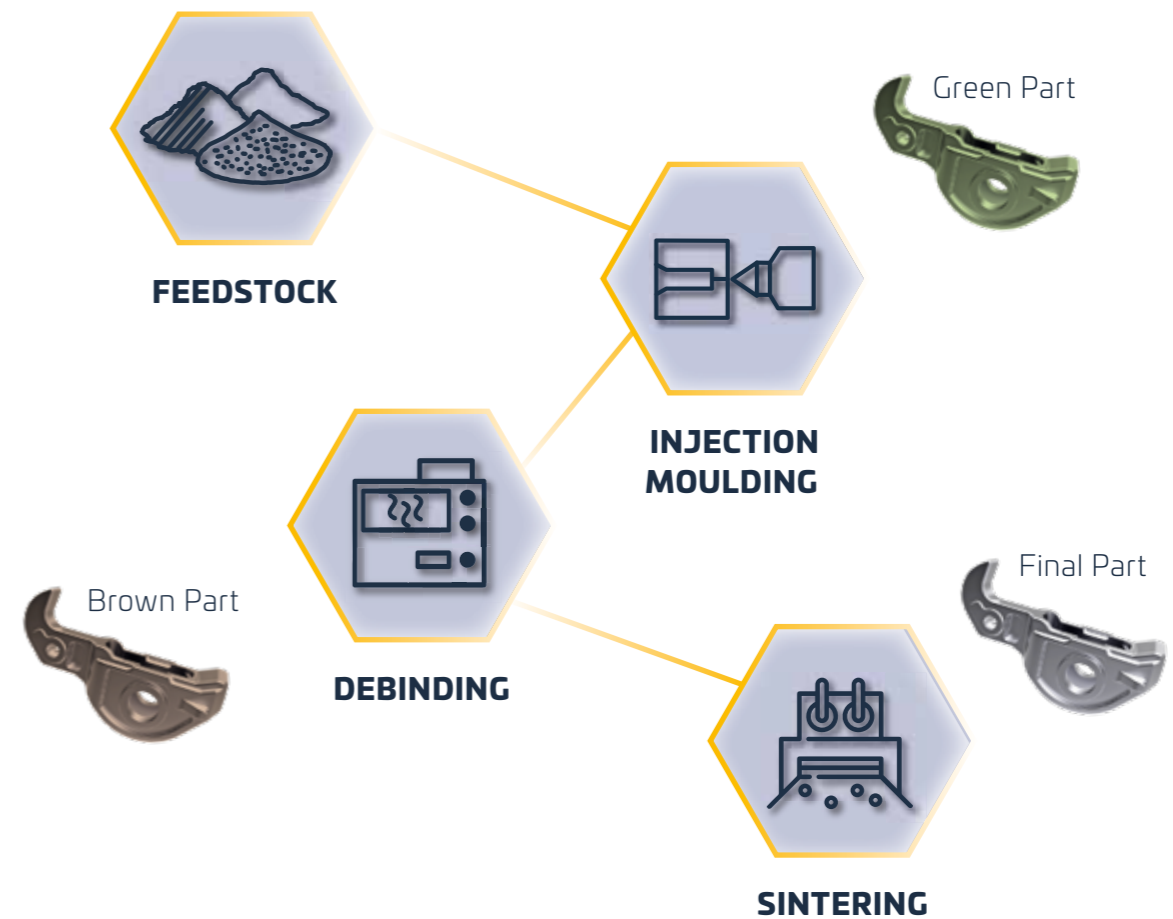 Green Part
FEEDSTOCK
INJECTION
MOULDING
Final Part
Brown Part
DEBINDING
SINTERING